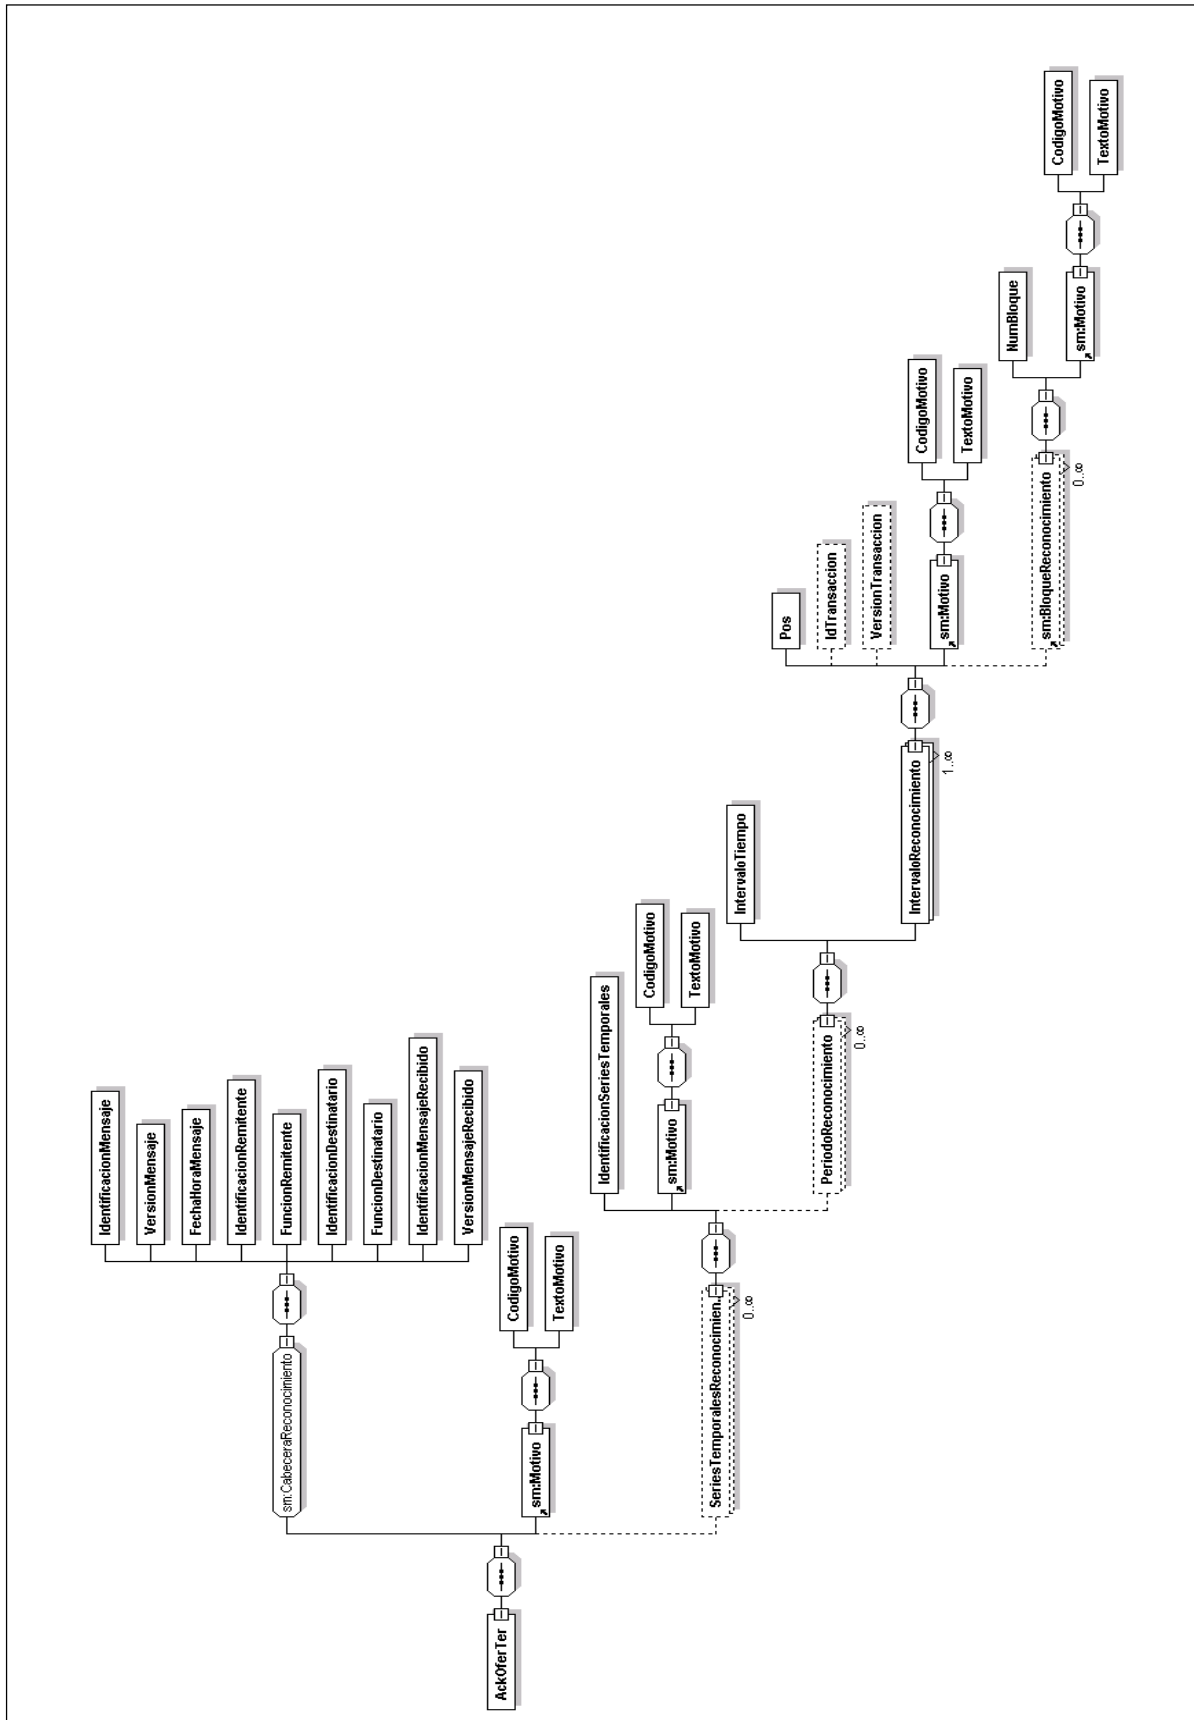 AckOferTer
sm:CabeceraReconocimiento
IdentificacionMensaje
VersionMensaje
FechaHoraMensaje
IdentificacionRemitente
FuncionRemitente
IdentificacionDestinatario
FuncionDestinatario
IdentificacionMensajeRecibido
VersionMensajeRecibido
sm:Motivo
CodigoMotivo
TextoMotivo
SeriesTemporalesReconocimien..
0..∞
IdentificacionSeriesTemporales
sm:Motivo
CodigoMotivo
TextoMotivo
PeriodoReconocimiento
0..∞
IntervaloTiempo
IntervaloReconocimiento
1..∞
Pos
IdTransaccion
VersionTransaccion
sm:Motivo
CodigoMotivo
TextoMotivo
sm:BloqueReconocimiento
0..∞
NumBloque
sm:Motivo
CodigoMotivo
TextoMotivo